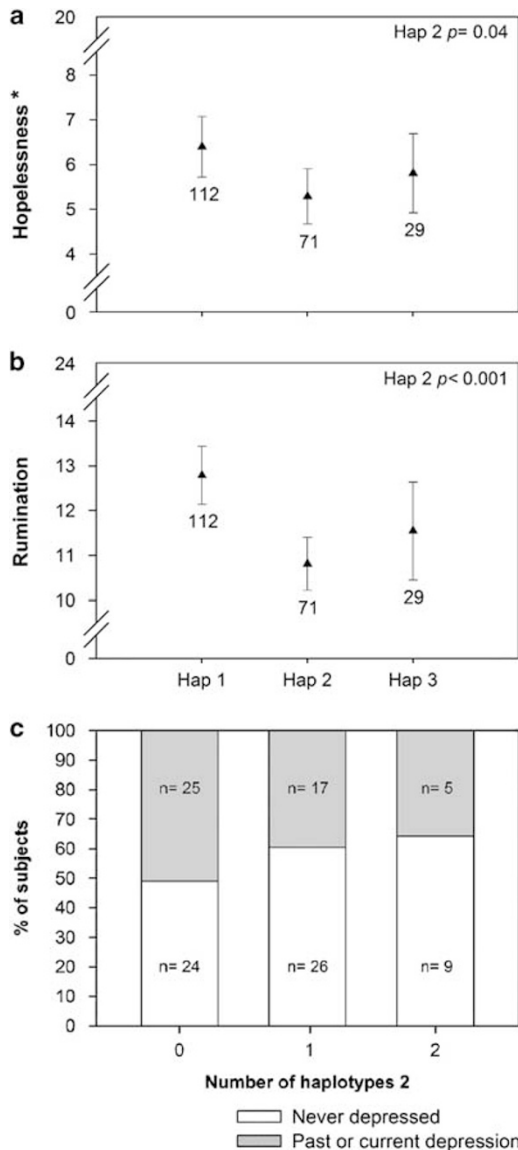 a
20
Hap 2 p= 0.04
8
7
6
5
4
0
Hopelessness *
112
71
29
b
24
Hap 2 p< 0.001
14
13
12
11
10
0
Rumination
112
71
29
Hap 1 Hap 2 Hap 3
c
100
90
80
70
60
50
40
30
20
10
0
% of subjects
n= 25 n= 17 n= 5
n= 24 n= 26 n= 9
0 1 2
Number of haplotypes 2
Never depressed
Past or current depression